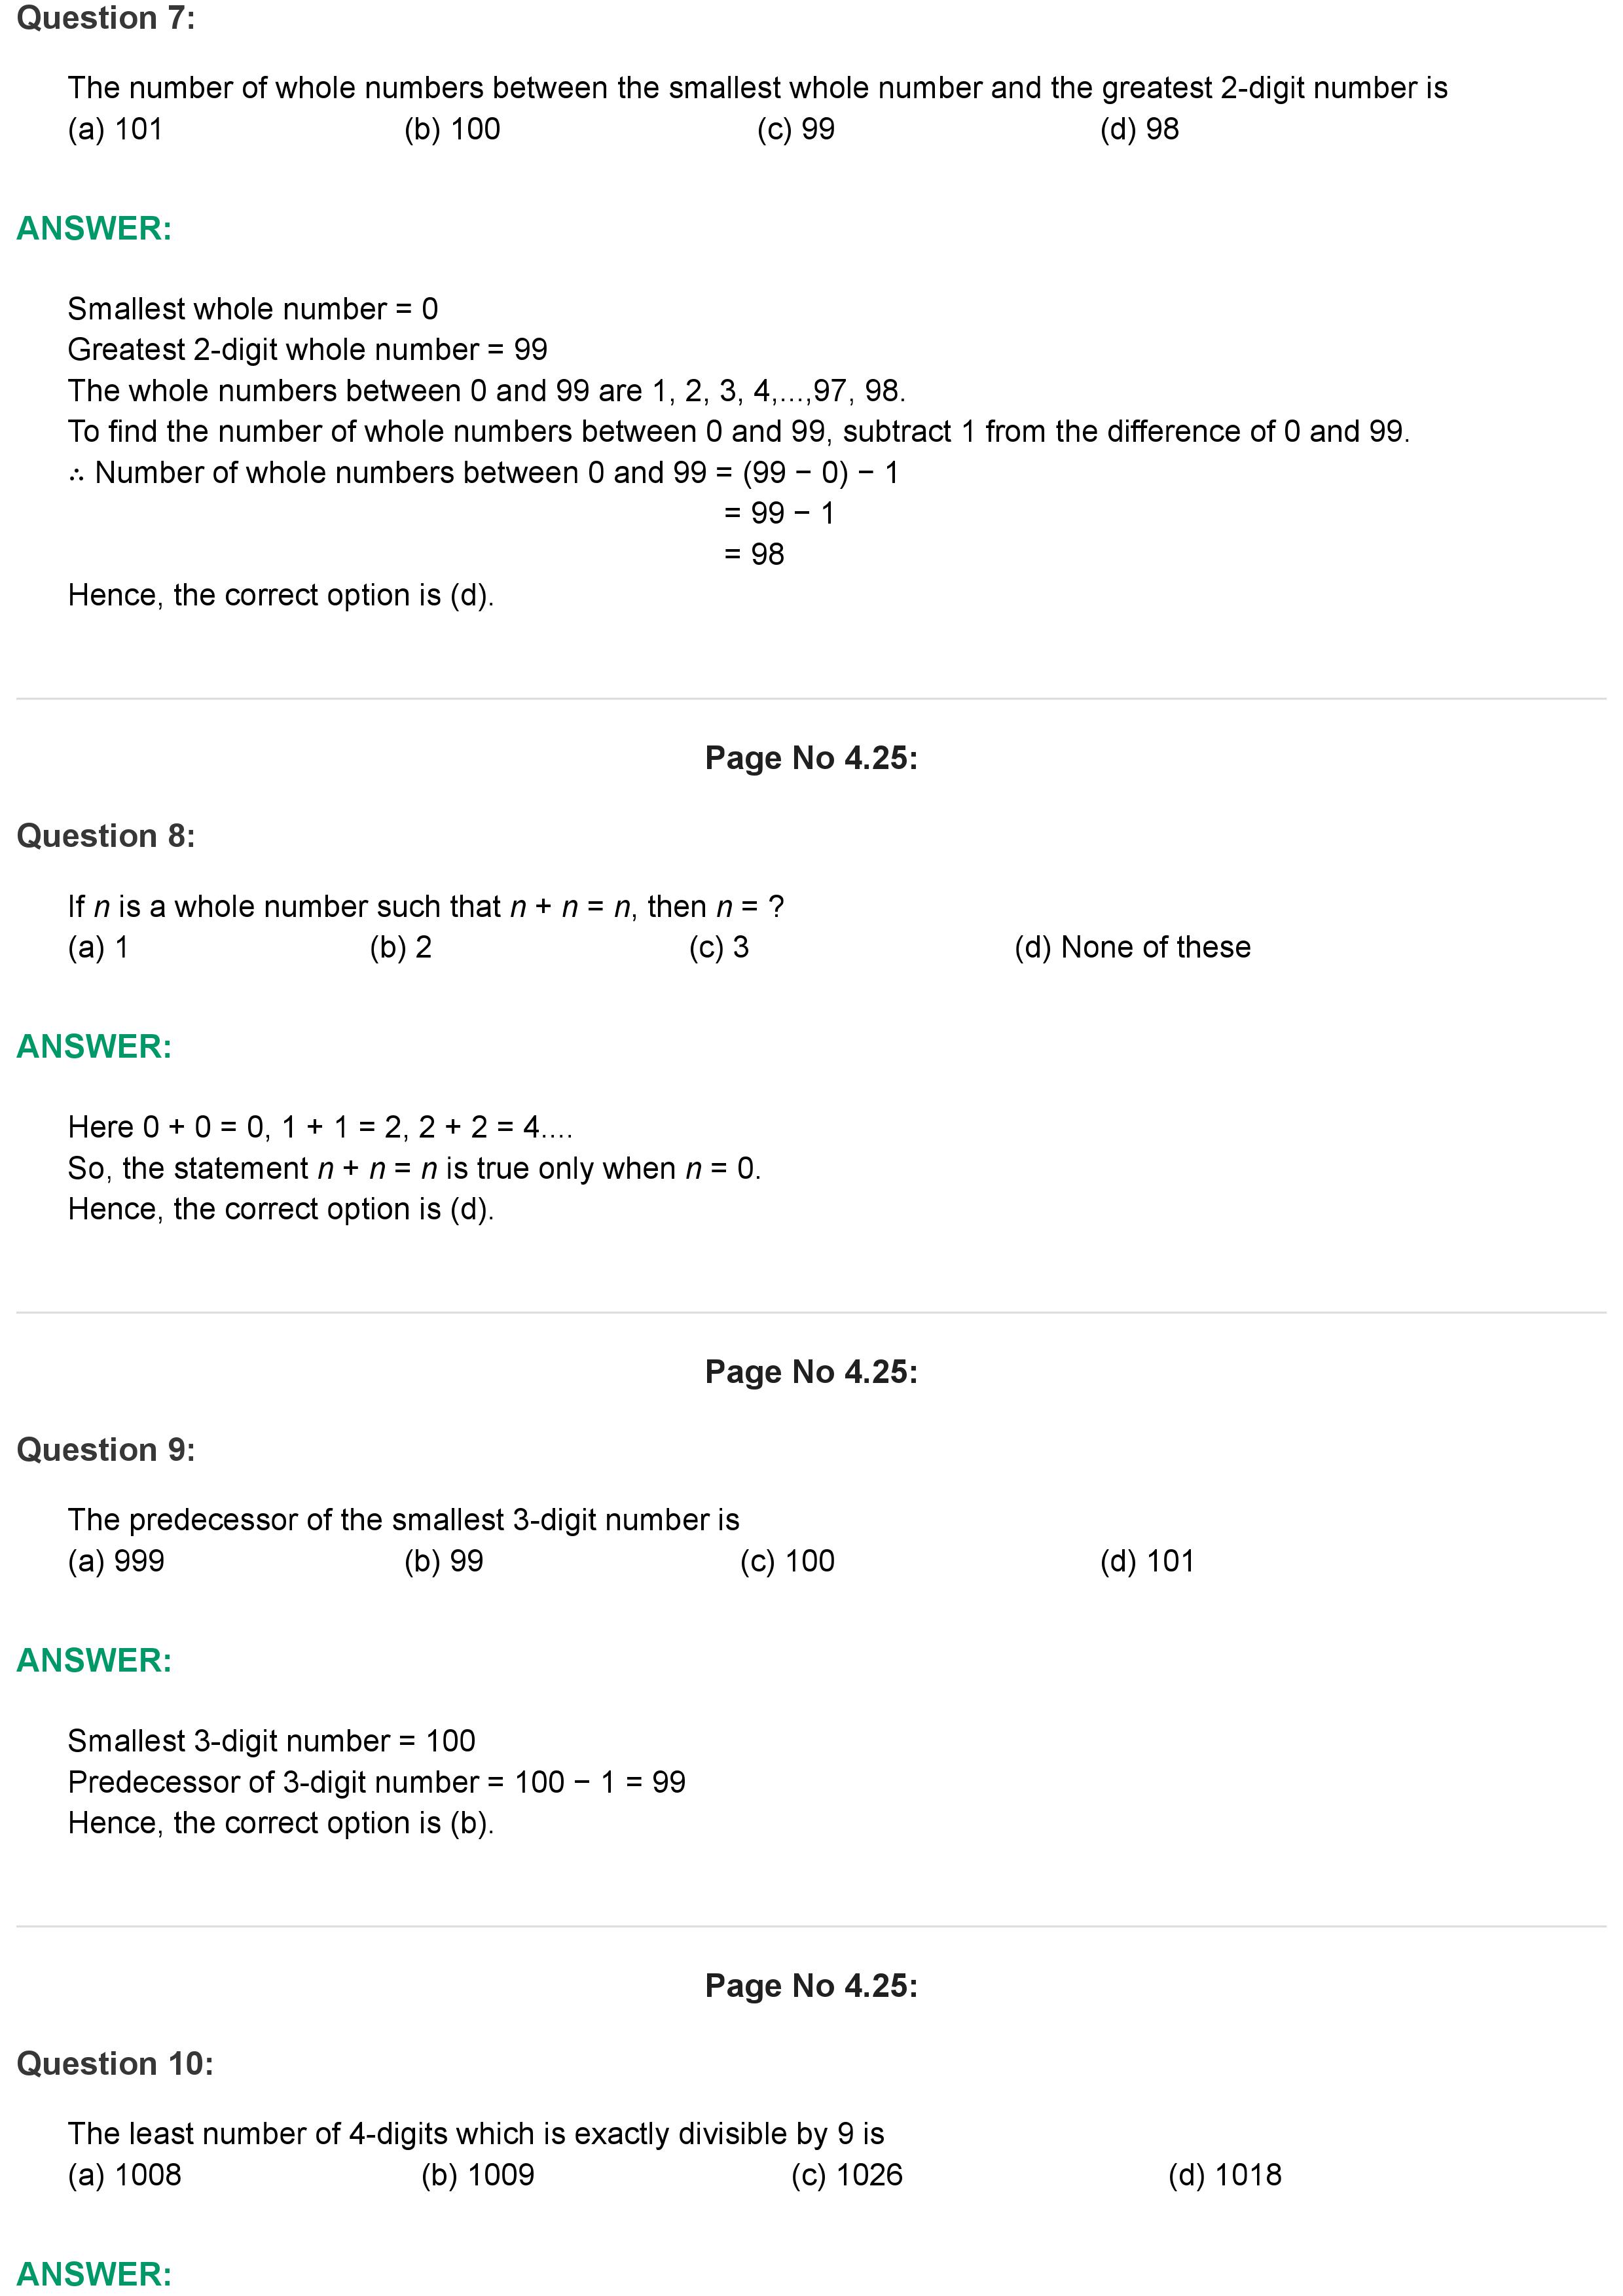 Question 7:
The number of whole numbers between the smallest whole number and the greatest 2-digit number is
(a) 101 (b) 100 (c) 99 (d) 98
ANSWER:
Smallest whole number = 0
Greatest 2-digit whole number = 99
The whole numbers between 0 and 99 are 1, 2, 3, 4,...,97, 98.
To find the number of whole numbers between 0 and 99, subtract 1 from the difference of 0 and 99.
∴ Number of whole numbers between 0 and 99 = (99 − 0) − 1
= 99 − 1
= 98
Hence, the correct option is (d).
Page No 4.25:
Question 8:
If n is a whole number such that n + n = n, then n = ?
(a) 1 (b) 2 (c) 3 (d) None of these
ANSWER:
Here 0 + 0 = 0, 1 + 1 = 2, 2 + 2 = 4....
So, the statement n + n = n is true only when n = 0.
Hence, the correct option is (d).
Page No 4.25:
Question 9:
The predecessor of the smallest 3-digit number is
(a) 999 (b) 99 (c) 100 (d) 101
ANSWER:
Smallest 3-digit number = 100
Predecessor of 3-digit number = 100 − 1 = 99
Hence, the correct option is (b).
Page No 4.25:
Question 10:
The least number of 4-digits which is exactly divisible by 9 is
(a) 1008 (b) 1009 (c) 1026 (d) 1018
ANSWER: